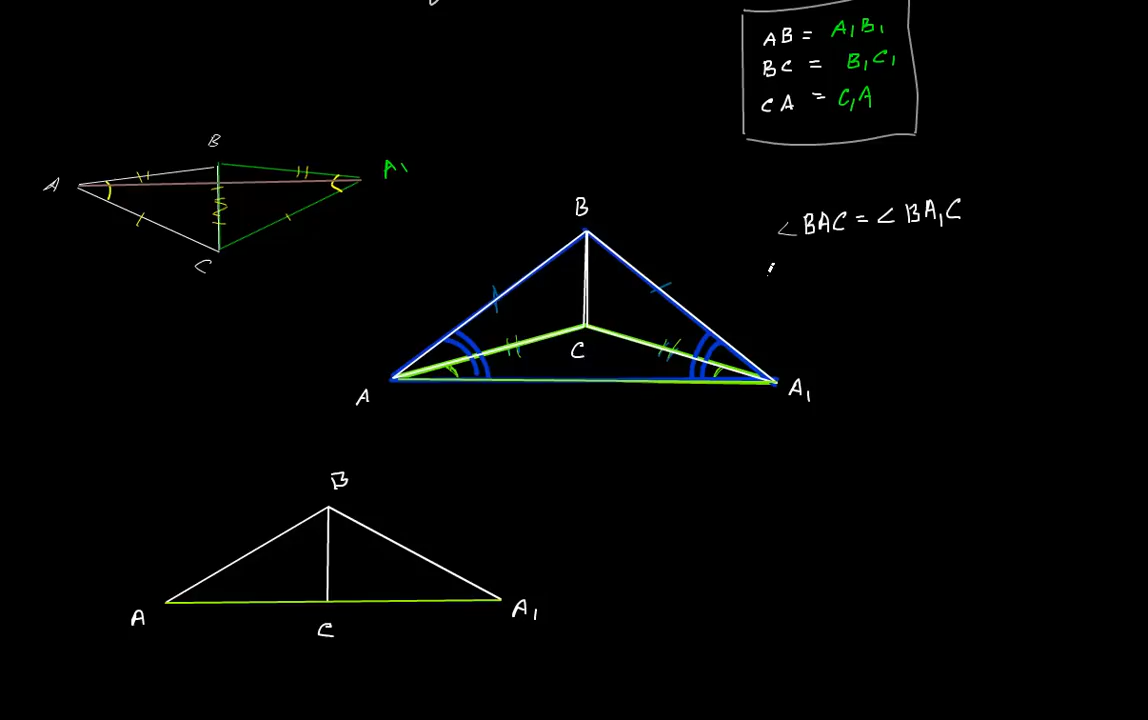 AB = A₁B₁
BC = B₁C₁
CA = C₁A
B
A
A₁
C
∠BAC = ∠BA₁C
B
C
A
A₁
B
A
C
A₁